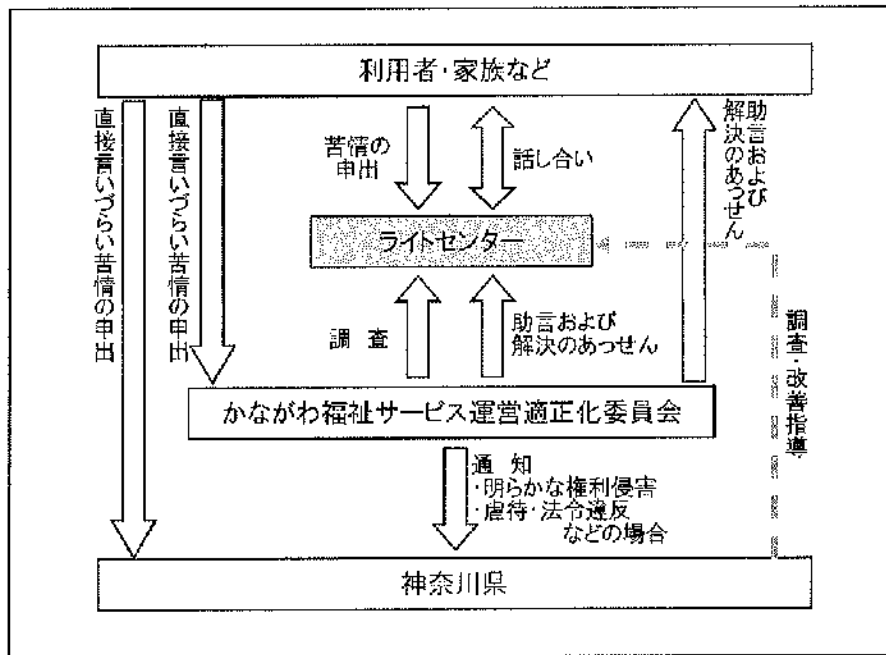 利用者・家族など
直接言いづらい苦情の申出
直接言いづらい苦情の申出
苦情の
申出
話し合い
助言および
解決のあっせん
ライトセンター
調査
助言および
解決のあっせん
調査・改善指導
かながわ福祉サービス運営適正化委員会
通知
・明らかな権利侵害
・虐待・法令違反
などの場合
神奈川県